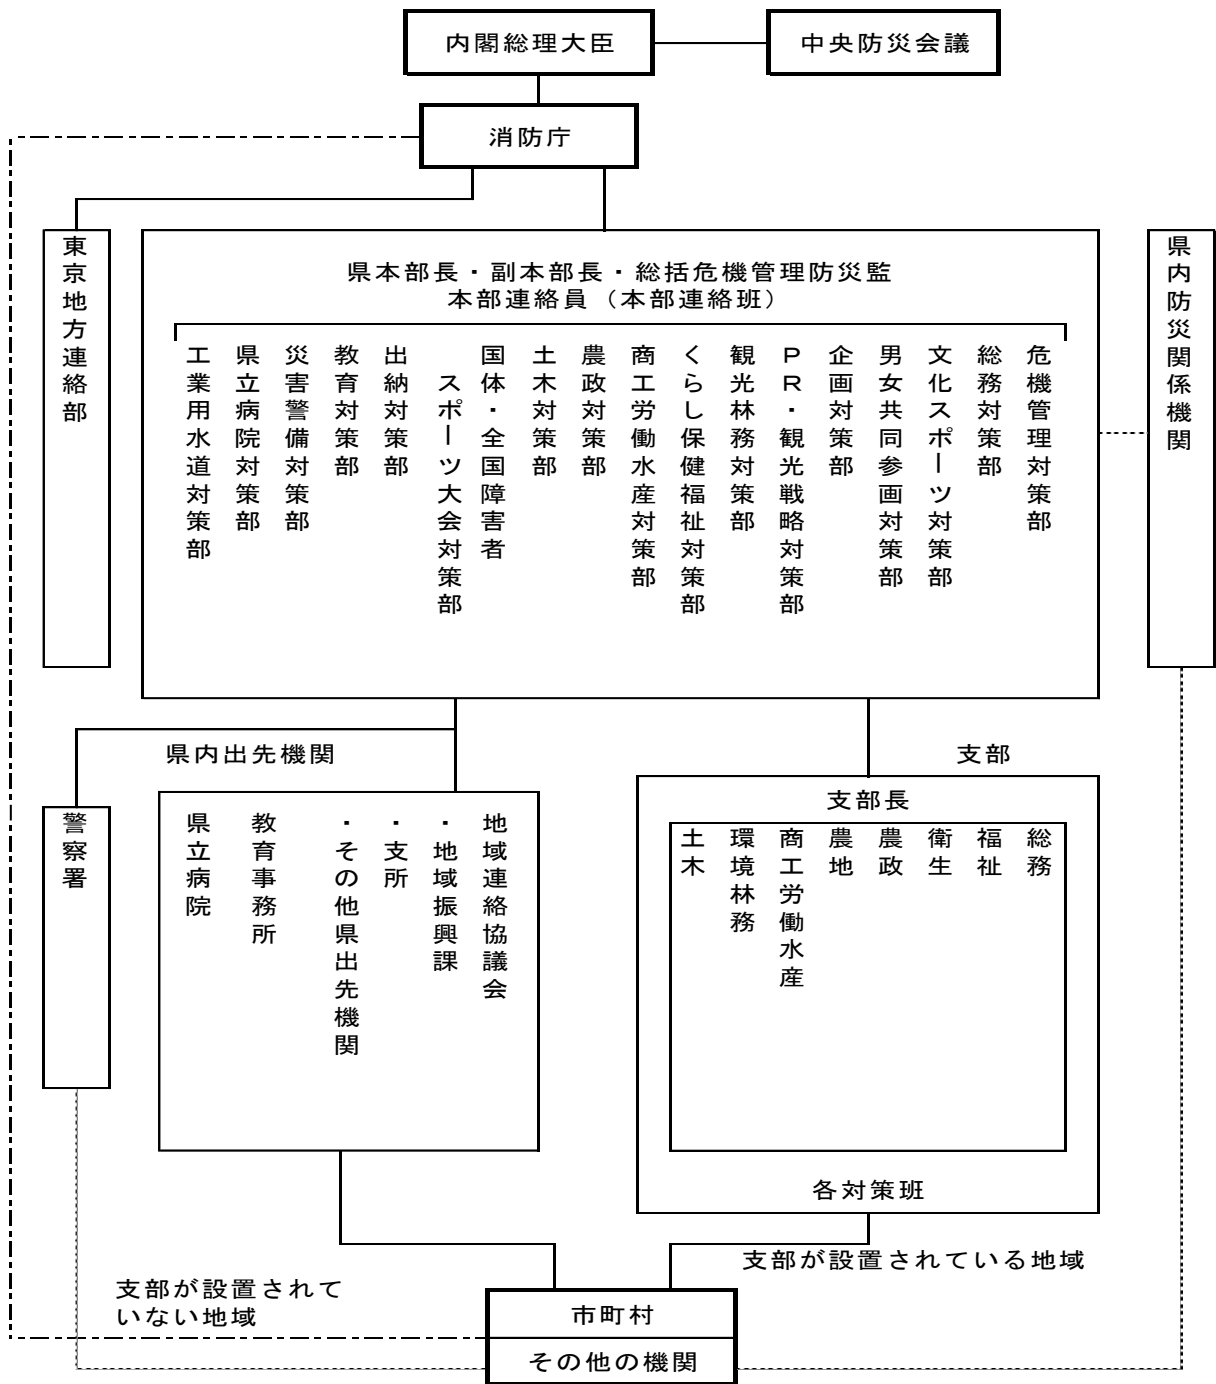 内閣総理大臣
中央防災会議
消防庁
東京地方連絡部
県本部長・副本部長・総括危機管理防災監
本部連絡員（本部連絡班）
危機管理対策部
総務対策部
文化スポーツ対策部
男女共同参画対策部
企画対策部
ＰＲ・観光戦略対策部
観光林務対策部
くらし保健福祉対策部
商工労働水産対策部
農政対策部
土木対策部
国体・全国障害者
スポーツ大会対策部
出納対策部
教育対策部
災害警備対策部
県立病院対策部
工業用水道対策部
県内防災関係機関
県内出先機関
支部
警察署
地域連絡協議会
・地域振興課
・支所
・その他県出先機関
教育事務所
県立病院
支部長
総務
福祉
衛生
農政
農地
商工労働水産
環境林務
土木
各対策班
支部が設置されている地域
支部が設置されて
いない地域
市町村
その他の機関